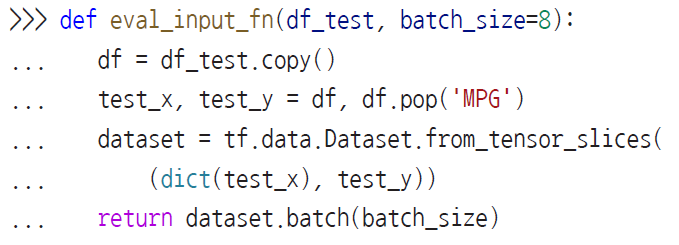 >>> def eval_input_fn(df_test, batch_size=8):
...    df = df_test.copy()
...    test_x, test_y = df, df.pop('MPG')
...    dataset = tf.data.Dataset.from_tensor_slices(
...        (dict(test_x), test_y))
...    return dataset.batch(batch_size)